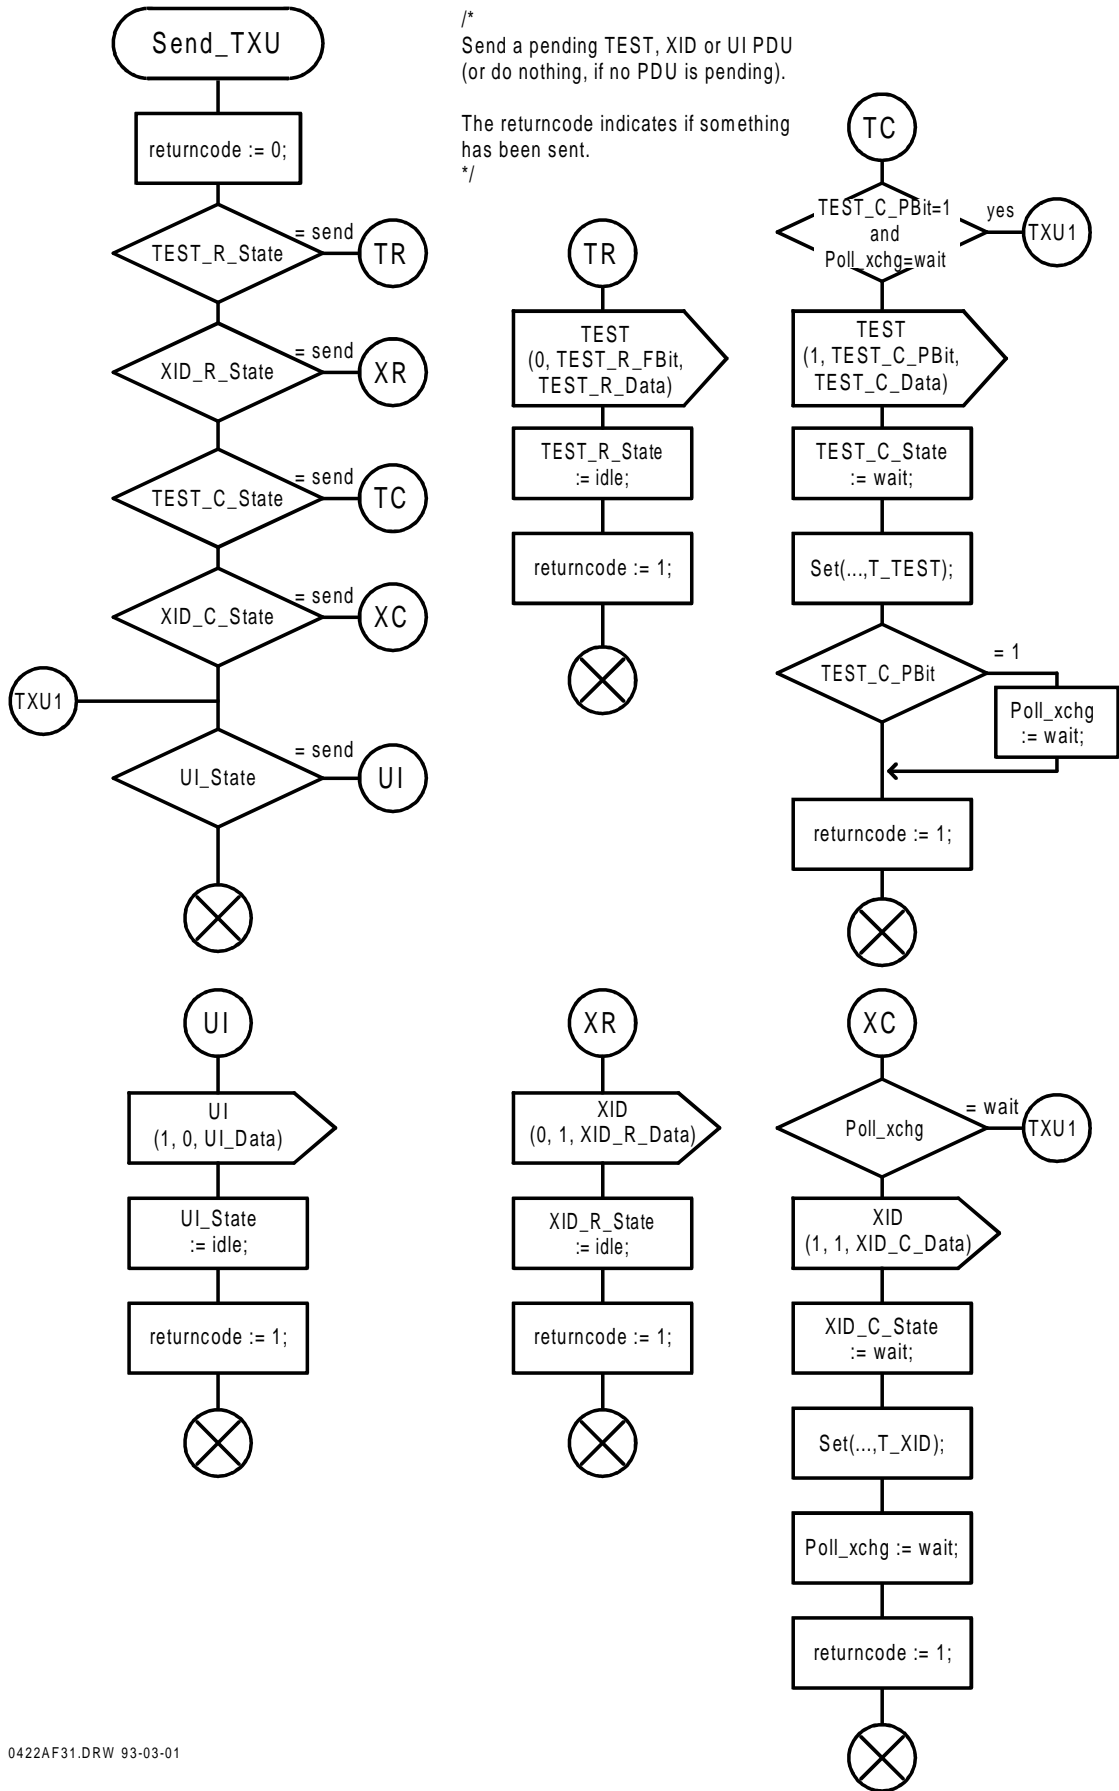 Send_TXU
returncode := 0;
TEST_R_State
= send
TR
XID_R_State
= send
XR
TEST_C_State
= send
TC
XID_C_State
= send
XC
TXU1
UI_State
= send
UI
/*
Send a pending TEST, XID or UI PDU
(or do nothing, if no PDU is pending).
The returncode indicates if something
has been sent.
*/
TR
TEST
(0, TEST_R_FBit,
TEST_R_Data)
TEST_R_State
:= idle;
returncode := 1;
TC
TEST_C_PBit=1
and
Poll_xchg=wait
yes
TXU1
TEST
(1, TEST_C_PBit,
TEST_C_Data)
TEST_C_State
:= wait;
Set(...,T_TEST);
TEST_C_PBit
= 1
Poll_xchg
:= wait;
returncode := 1;
UI
UI
(1, 0, UI_Data)
UI_State
:= idle;
returncode := 1;
XR
XID
(0, 1, XID_R_Data)
XID_R_State
:= idle;
returncode := 1;
XC
Poll_xchg
= wait
TXU1
XID
(1, 1, XID_C_Data)
XID_C_State
:= wait;
Set(...,T_XID);
Poll_xchg := wait;
returncode := 1;
0422AF31.DRW 93-03-01